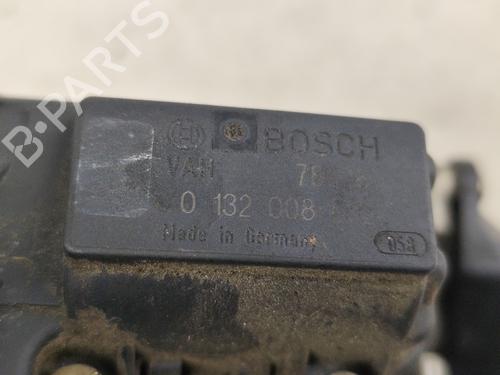 BOSCH
VAH
0 132 008
Made in Germany
058
B-PARTS